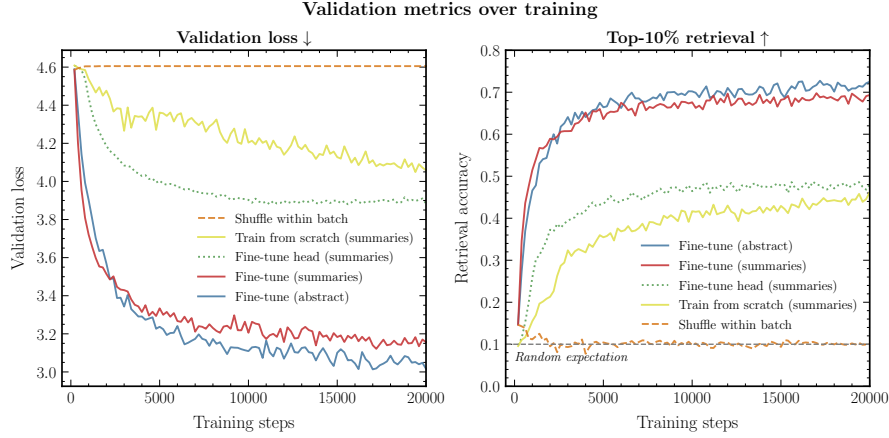 Validation metrics over training
Validation loss ↓
Validation loss
4.6
4.4
4.2
4.0
3.8
3.6
3.4
3.2
3.0
Shuffle within batch
Train from scratch (summaries)
Fine-tune head (summaries)
Fine-tune (summaries)
Fine-tune (abstract)
0 5000 10000 15000 20000
Training steps
Top-10% retrieval ↑
Retrieval accuracy
0.8
0.7
0.6
0.5
0.4
0.3
0.2
0.1
0.0
Fine-tune (abstract)
Fine-tune (summaries)
Fine-tune head (summaries)
Train from scratch (summaries)
Shuffle within batch
Random expectation
0 5000 10000 15000 20000
Training steps